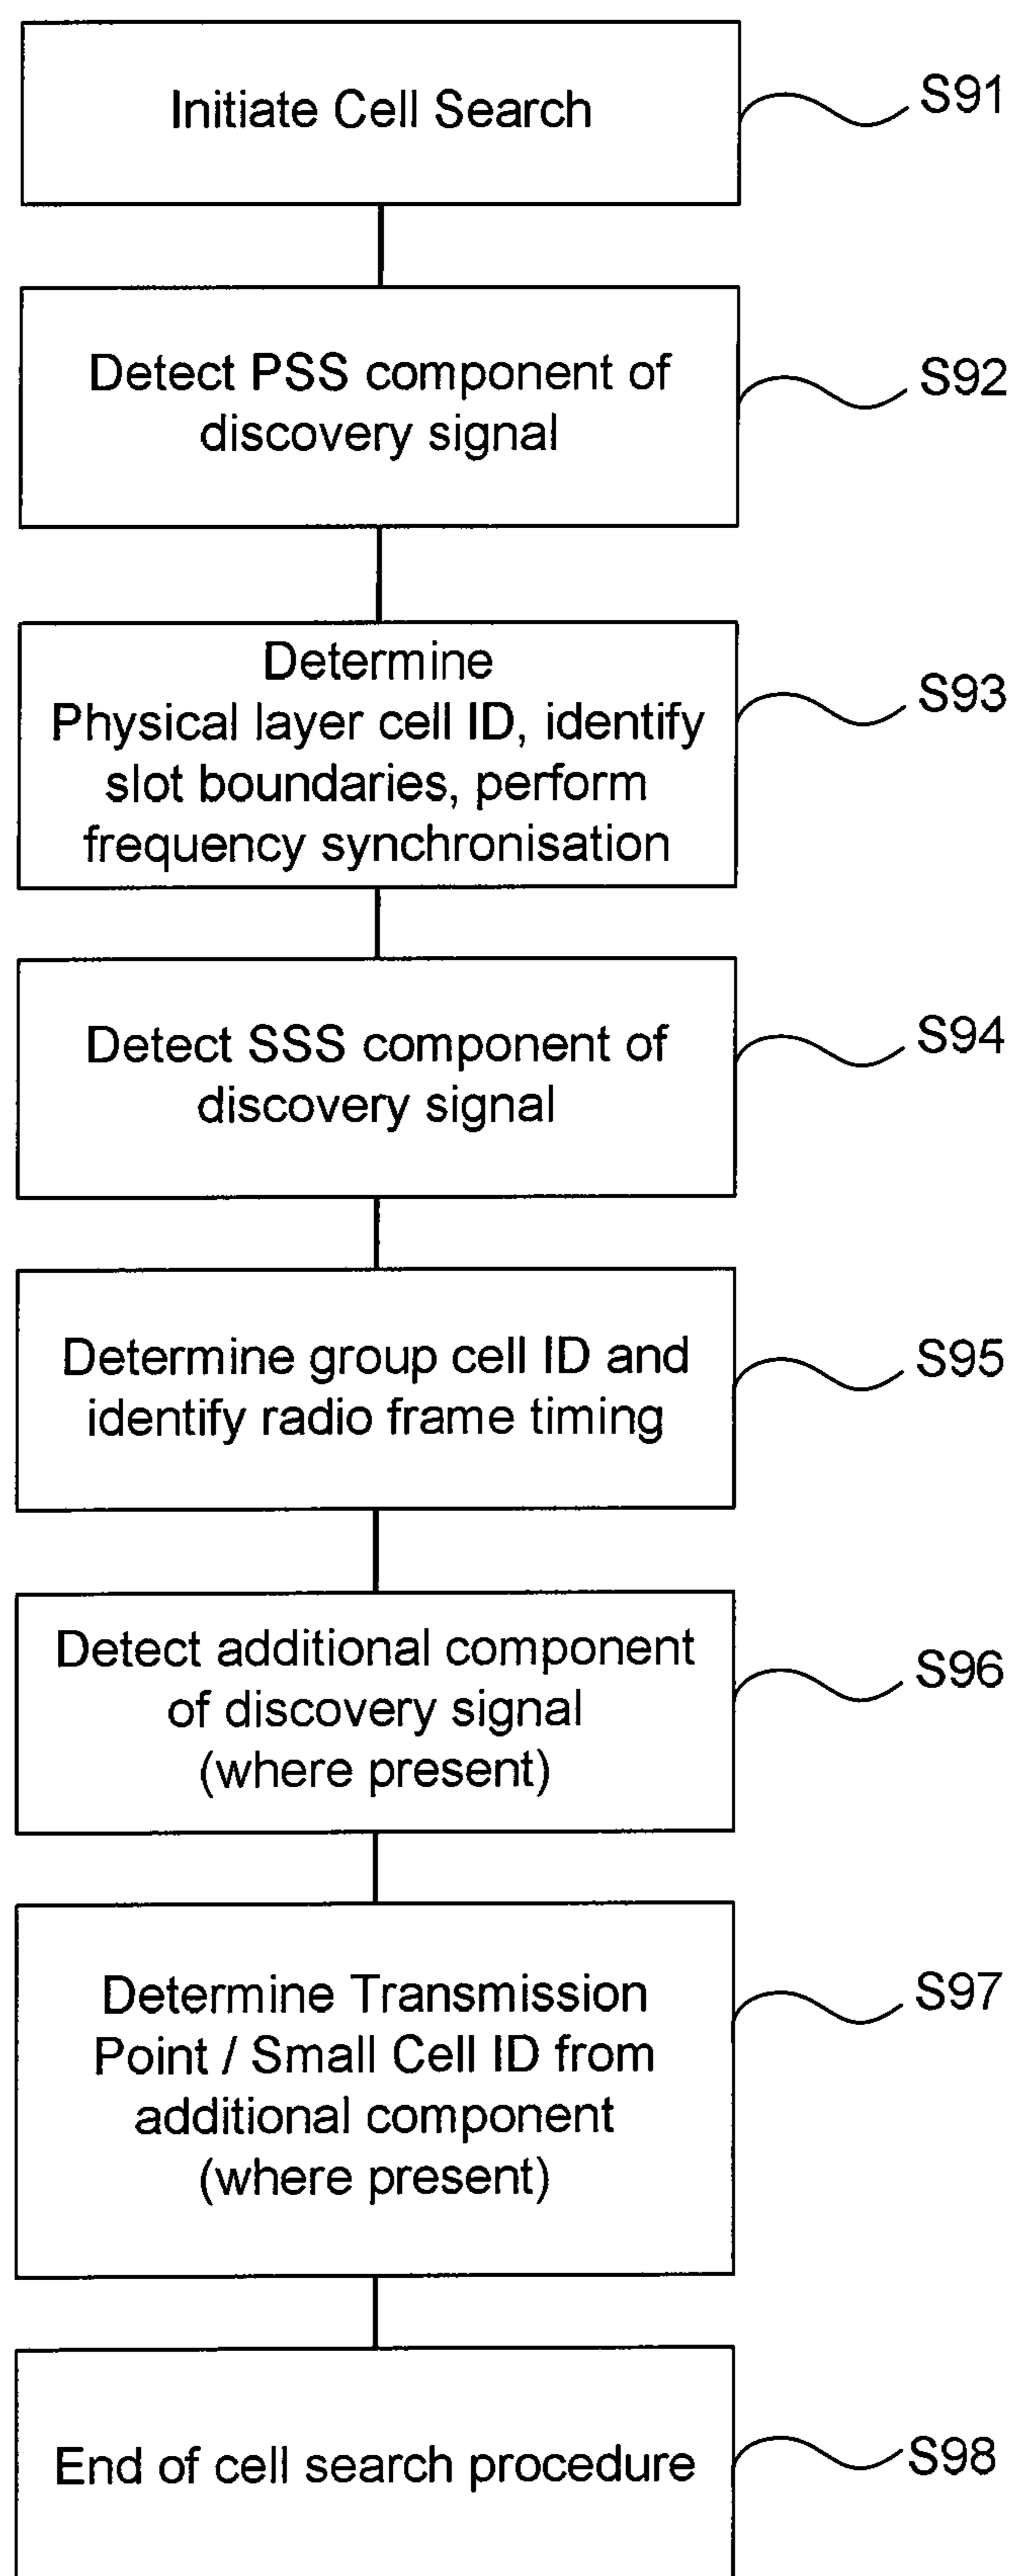 Initiate Cell Search
S91
Detect PSS component of
discovery signal
S92
Determine
Physical layer cell ID, identify
slot boundaries, perform
frequency synchronisation
S93
Detect SSS component of
discovery signal
S94
Determine group cell ID and
identify radio frame timing
S95
Detect additional component
of discovery signal
(where present)
S96
Determine Transmission
Point / Small Cell ID from
additional component
(where present)
S97
End of cell search procedure
S98